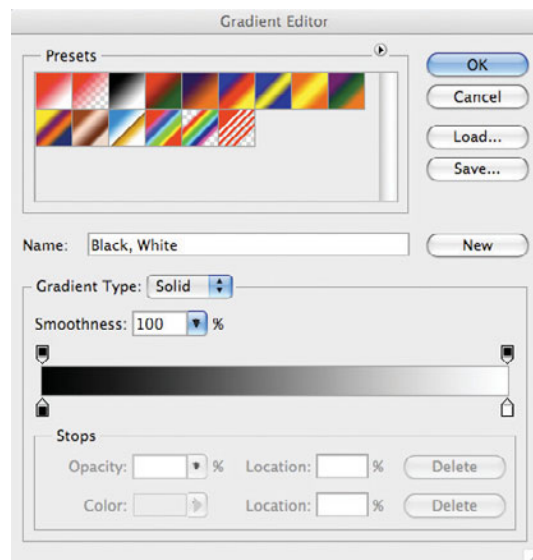 Gradient Editor
Presets
OK
Cancel
Load...
Save...
Name: Black, White
New
Gradient Type: Solid
Smoothness: 100 %
Stops
Opacity: % Location: % Delete
Color: Location: % Delete